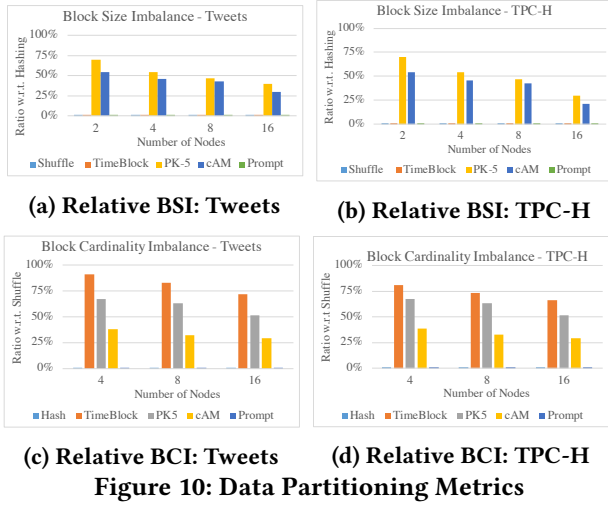 Block Size Imbalance - Tweets
Ratio w.r.t. Hashing
100%
75%
50%
25%
0%
2 4 8 16
Number of Nodes
Shuffle TimeBlock PK-5 cAM Prompt
(a) Relative BSI: Tweets
Block Size Imbalance - TPC-H
Ratio w.r.t. Hashing
100%
75%
50%
25%
0%
2 4 8 16
Number of Nodes
Shuffle TimeBlock PK-5 cAM Prompt
(b) Relative BSI: TPC-H
Block Cardinality Imbalance - Tweets
Ratio w.r.t. Shuffle
100%
75%
50%
25%
0%
4 8 16
Number of Nodes
Hash TimeBlock PK5 cAM Prompt
(c) Relative BCI: Tweets
Block Cardinality Imbalance - TPC-H
Ratio w.r.t Shuffle
100%
75%
50%
25%
0%
4 8 16
Number of Nodes
Hash TimeBlock PK5 cAM Prompt
(d) Relative BCI: TPC-H
Figure 10: Data Partitioning Metrics